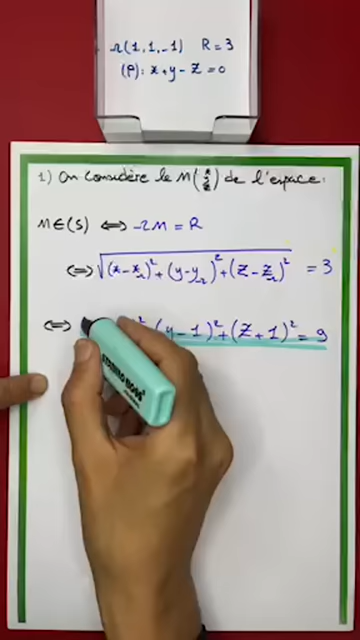 Ω(1,1,-1) R=3
(P): x+y-z=0
1) On considère le M(x y z) de l'espace:
M∈(S) ⟺ ΩM = R
⟺ √(x-x_Ω)²+(y-y_Ω)²+(z-z_Ω)² = 3
⟺ ² (y-1)²+(z+1)²=9
STABILO BOSS